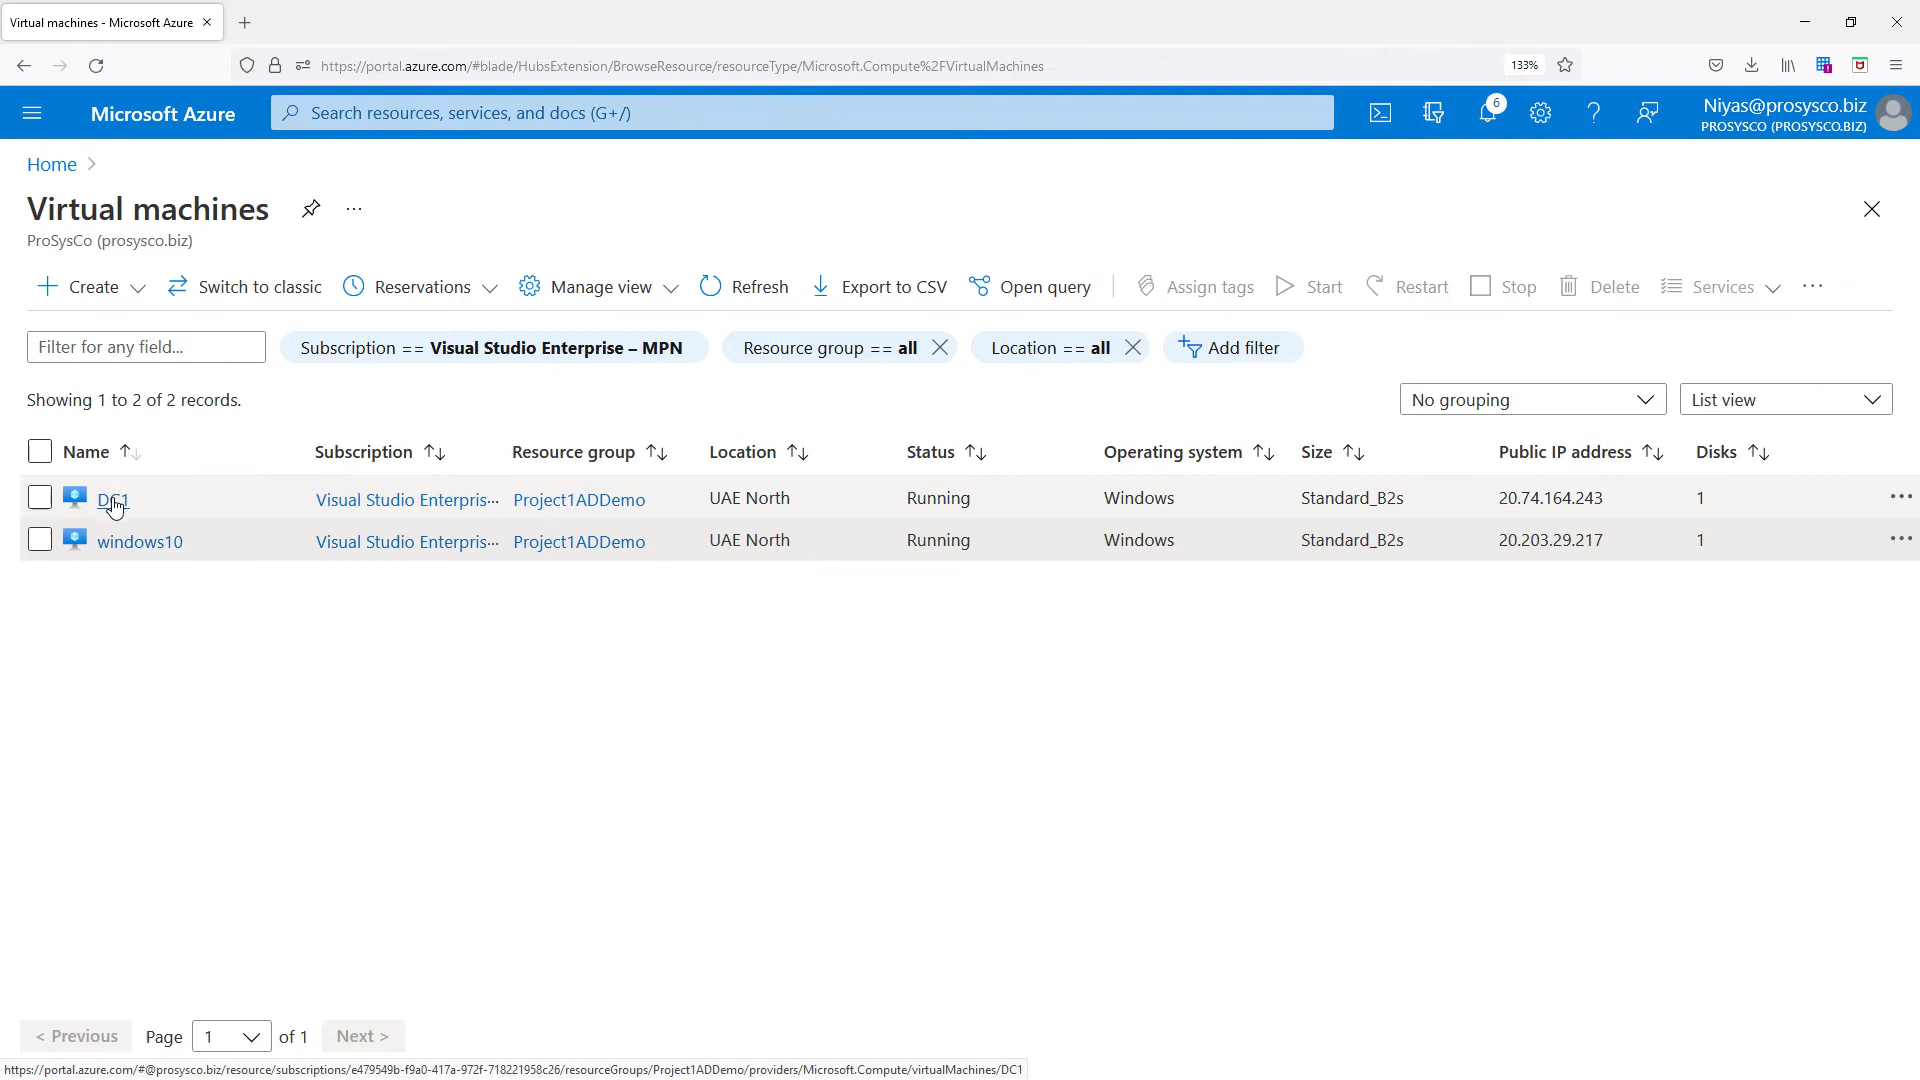 Virtual machines - Microsoft Azure
https://portal.azure.com/#blade/HubsExtension/BrowseResource/resourceType/Microsoft.Compute%2FVirtualMachines
133%
Microsoft Azure
Search resources, services, and docs (G+/)
6
Niyas@prosysco.biz
PROSYSCO (PROSYSCO.BIZ)
Home
Virtual machines
ProSysCo (prosysco.biz)
Create Switch to classic Reservations Manage view Refresh Export to CSV Open query Assign tags Start Restart Stop Delete Services
Filter for any field... Subscription == Visual Studio Enterprise – MPN Resource group == all Location == all Add filter
Showing 1 to 2 of 2 records. No grouping List view
Name Subscription Resource group Location Status Operating system Size Public IP address Disks
DC1 Visual Studio Enterpris··· Project1ADDemo UAE North Running Windows Standard_B2s 20.74.164.243 1
windows10 Visual Studio Enterpris··· Project1ADDemo UAE North Running Windows Standard_B2s 20.203.29.217 1
< Previous Page 1 of 1 Next >
https://portal.azure.com/#@prosysco.biz/resource/subscriptions/e479549b-f9a0-417a-972f-718221958c26/resourceGroups/Project1ADDemo/providers/Microsoft.Compute/virtualMachines/DC1